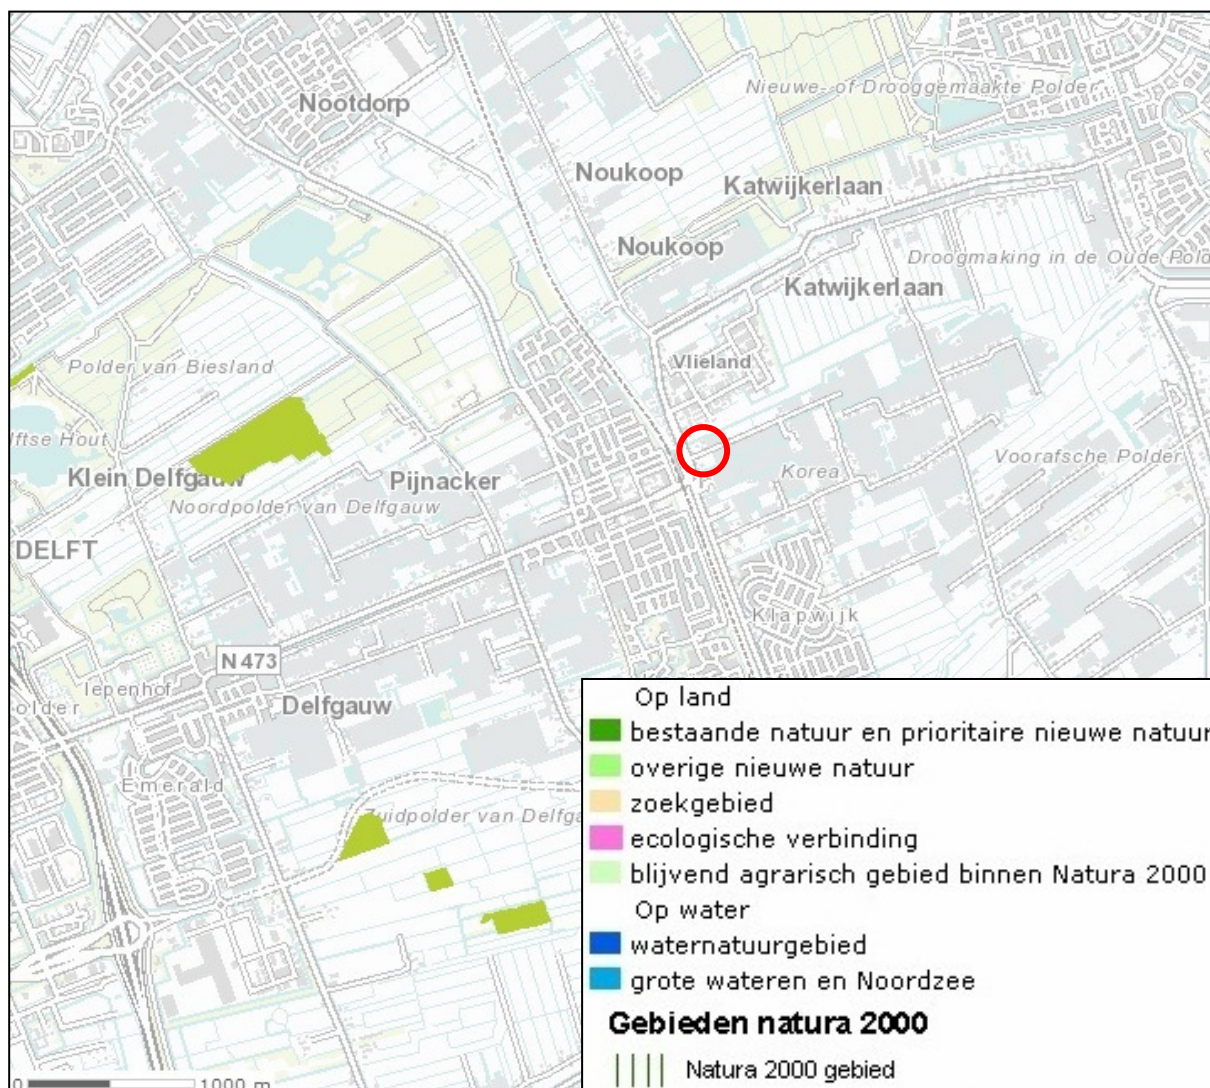 Nieuwe- of Drooggemaakte Polder
Nootdorp
Noukoop
Katwijkerlaan
Noukoop
Droogmaking in de Oude Pold
Katwijkerlaan
Vlieland
Polder van Biesland
lftse Hout
Voorafsche Polder
Klein Delfgauw
Pijnacker
Korea
Noordpolder van Delfgauw
DELFT
Klapwijk
N 473
Iepenhof
older
Delfgauw
Emerald
Zuidpolder van Delfga
Op land
bestaande natuur en prioritaire nieuwe natuur
overige nieuwe natuur
zoekgebied
ecologische verbinding
blijvend agrarisch gebied binnen Natura 2000
Op water
waternatuurgebied
grote wateren en Noordzee
Gebieden natura 2000
Natura 2000 gebied
0 1000 m